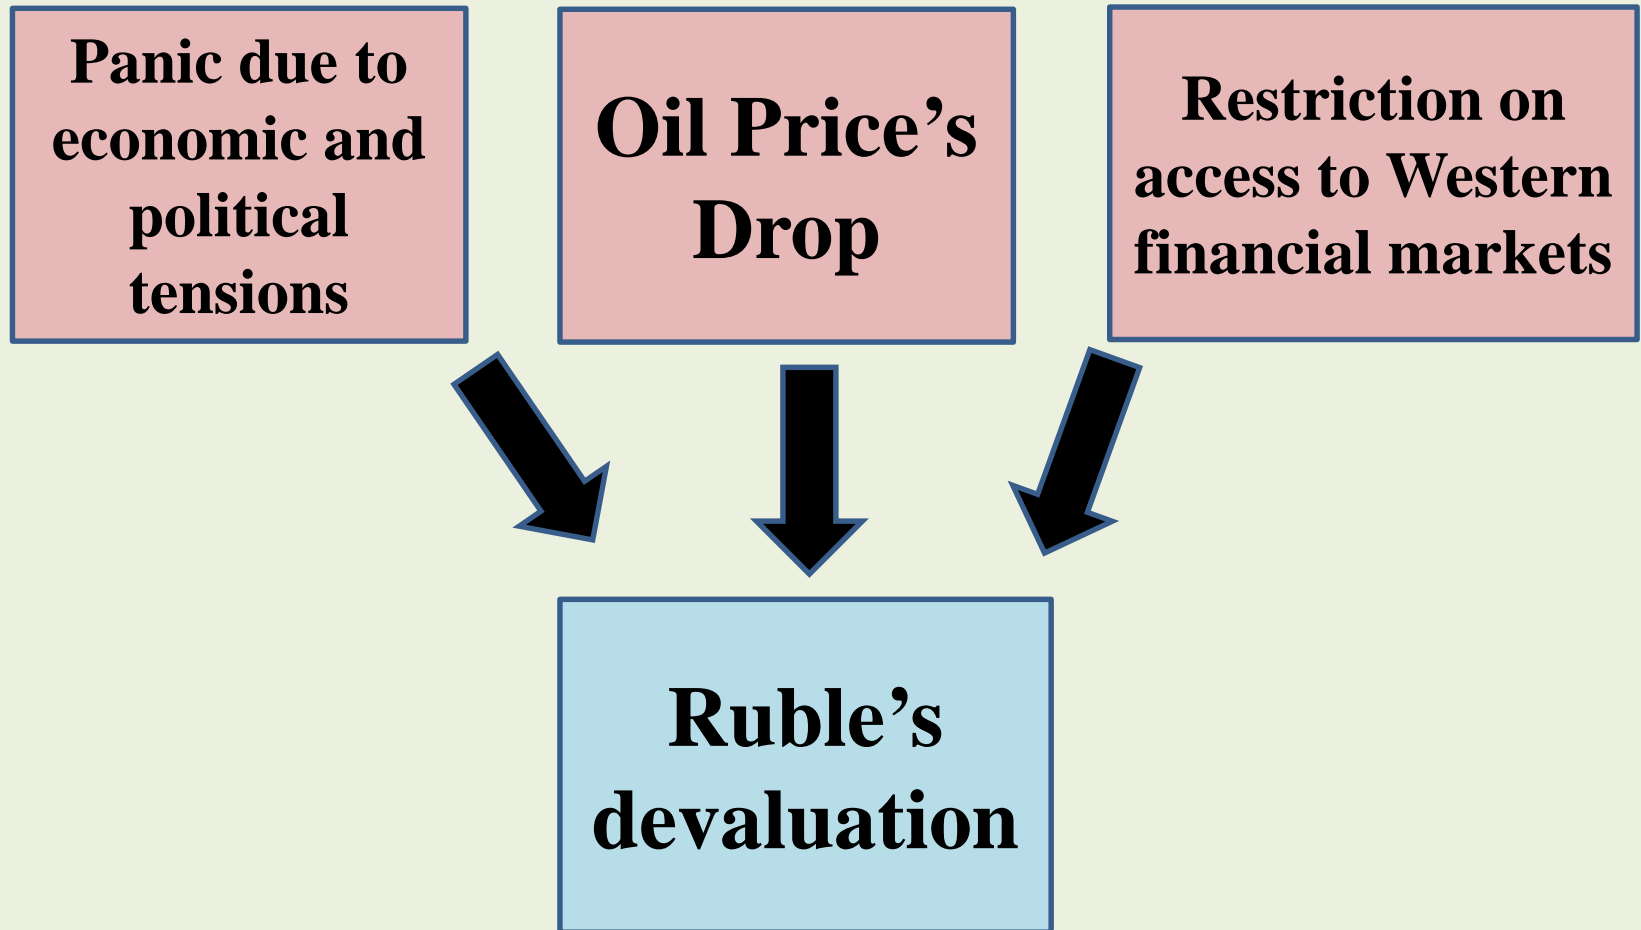 Panic due to
economic and
political
tensions
Oil Price’s
Drop
Restriction on
access to Western
financial markets
Ruble’s
devaluation